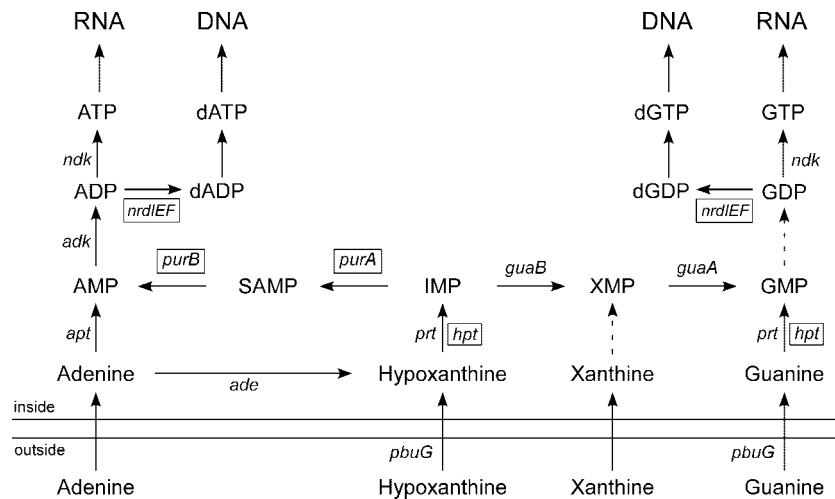 RNA DNA DNA RNA
ATP dATP dGTP GTP
ndk ndk
ADP dADP dGDP GDP
nrdIEF nrdIEF
adk
purB purA guaB guaA
AMP SAMP IMP XMP GMP
apt prt hpt prt hpt
Adenine Hypoxanthine Xanthine Guanine
ade
inside
outside
pbuG pbuG
Adenine Hypoxanthine Xanthine Guanine